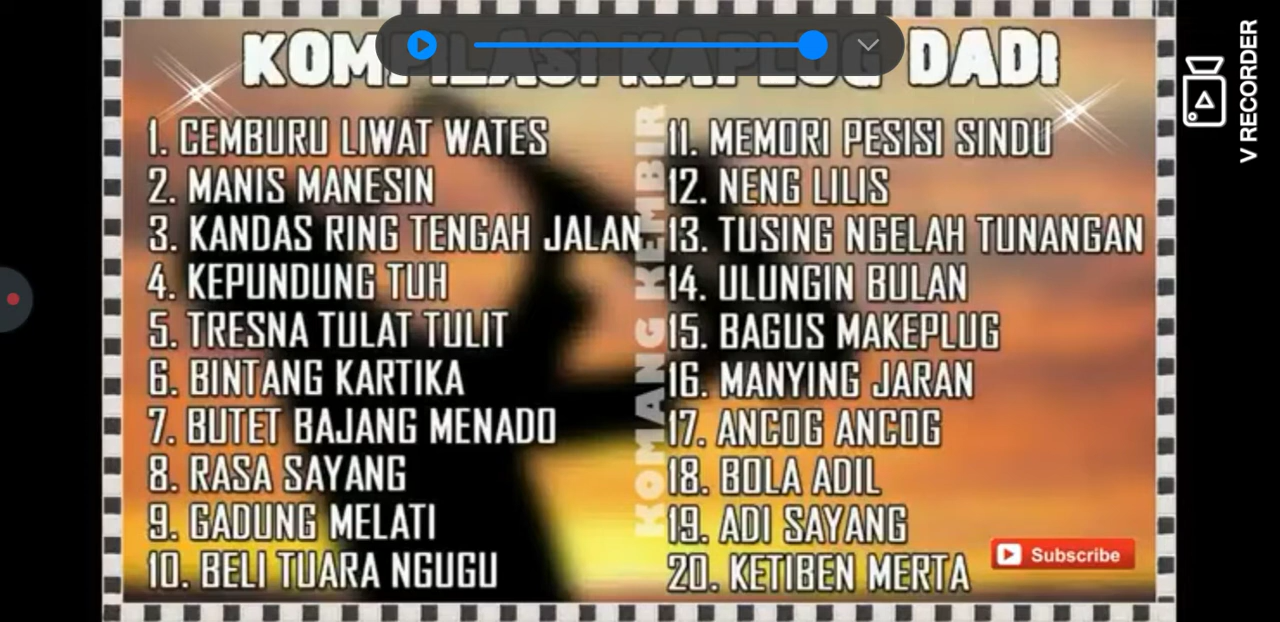 KOMPILASI KAPLUG DADI
1. CEMBURU LIWAT WATES
2. MANIS MANESIN
3. KANDAS RING TENGAH JALAN
4. KEPUNDUNG TUH
5. TRESNA TULAT TULIT
6. BINTANG KARTIKA
7. BUTET BAJANG MENADO
8. RASA SAYANG
9. GADUNG MELATI
10. BELI TUARA NGUGU
KOMANG KEMBIR
11. MEMORI PESISI SINDU
12. NENG LILIS
13. TUSING NGELAH TUNANGAN
14. ULUNGIN BULAN
15. BAGUS MAKEPLUG
16. MANYING JARAN
17. ANCOG ANCOG
18. BOLA ADIL
19. ADI SAYANG
20. KETIBEN MERTA
Subscribe
V RECORDER